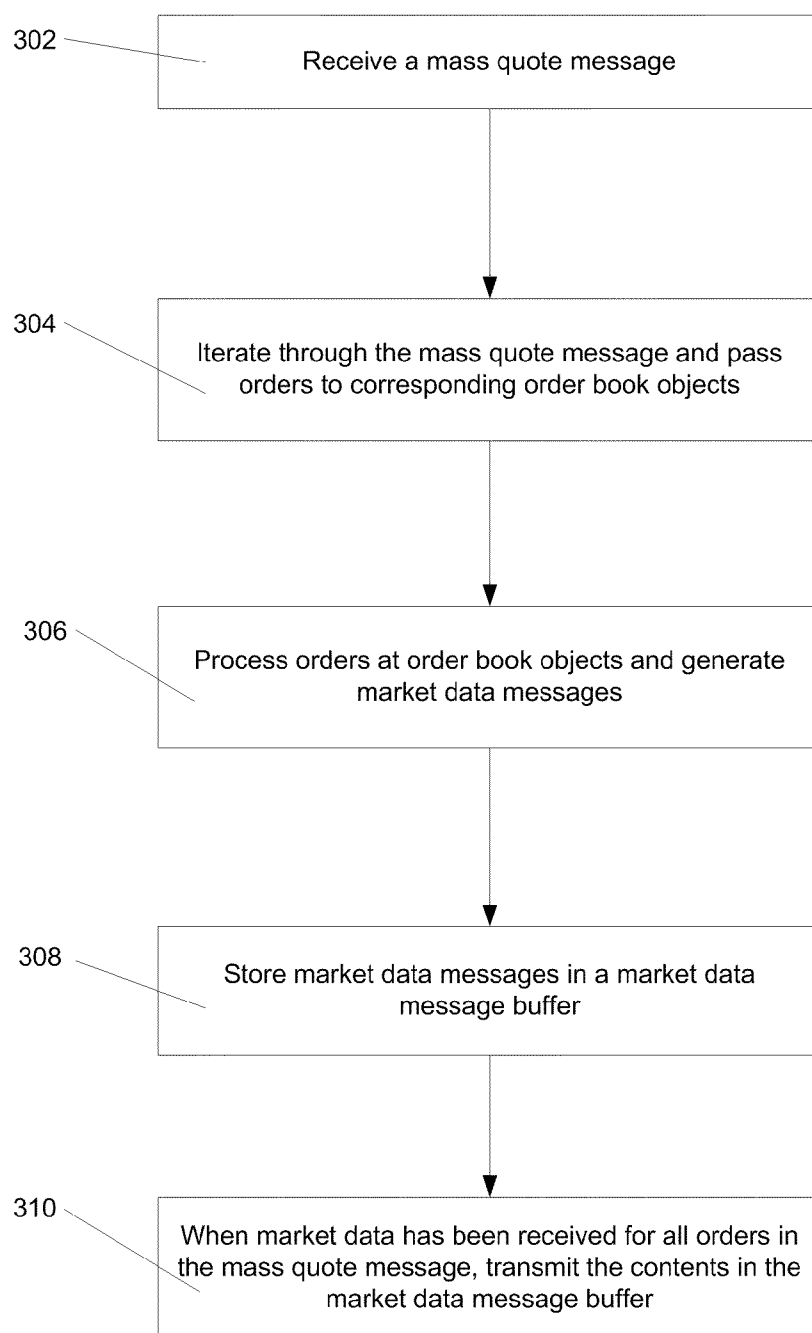 302
Receive a mass quote message
304
Iterate through the mass quote message and pass
orders to corresponding order book objects
306
Process orders at order book objects and generate
market data messages
308
Store market data messages in a market data
message buffer
310
When market data has been received for all orders in
the mass quote message, transmit the contents in the
market data message buffer